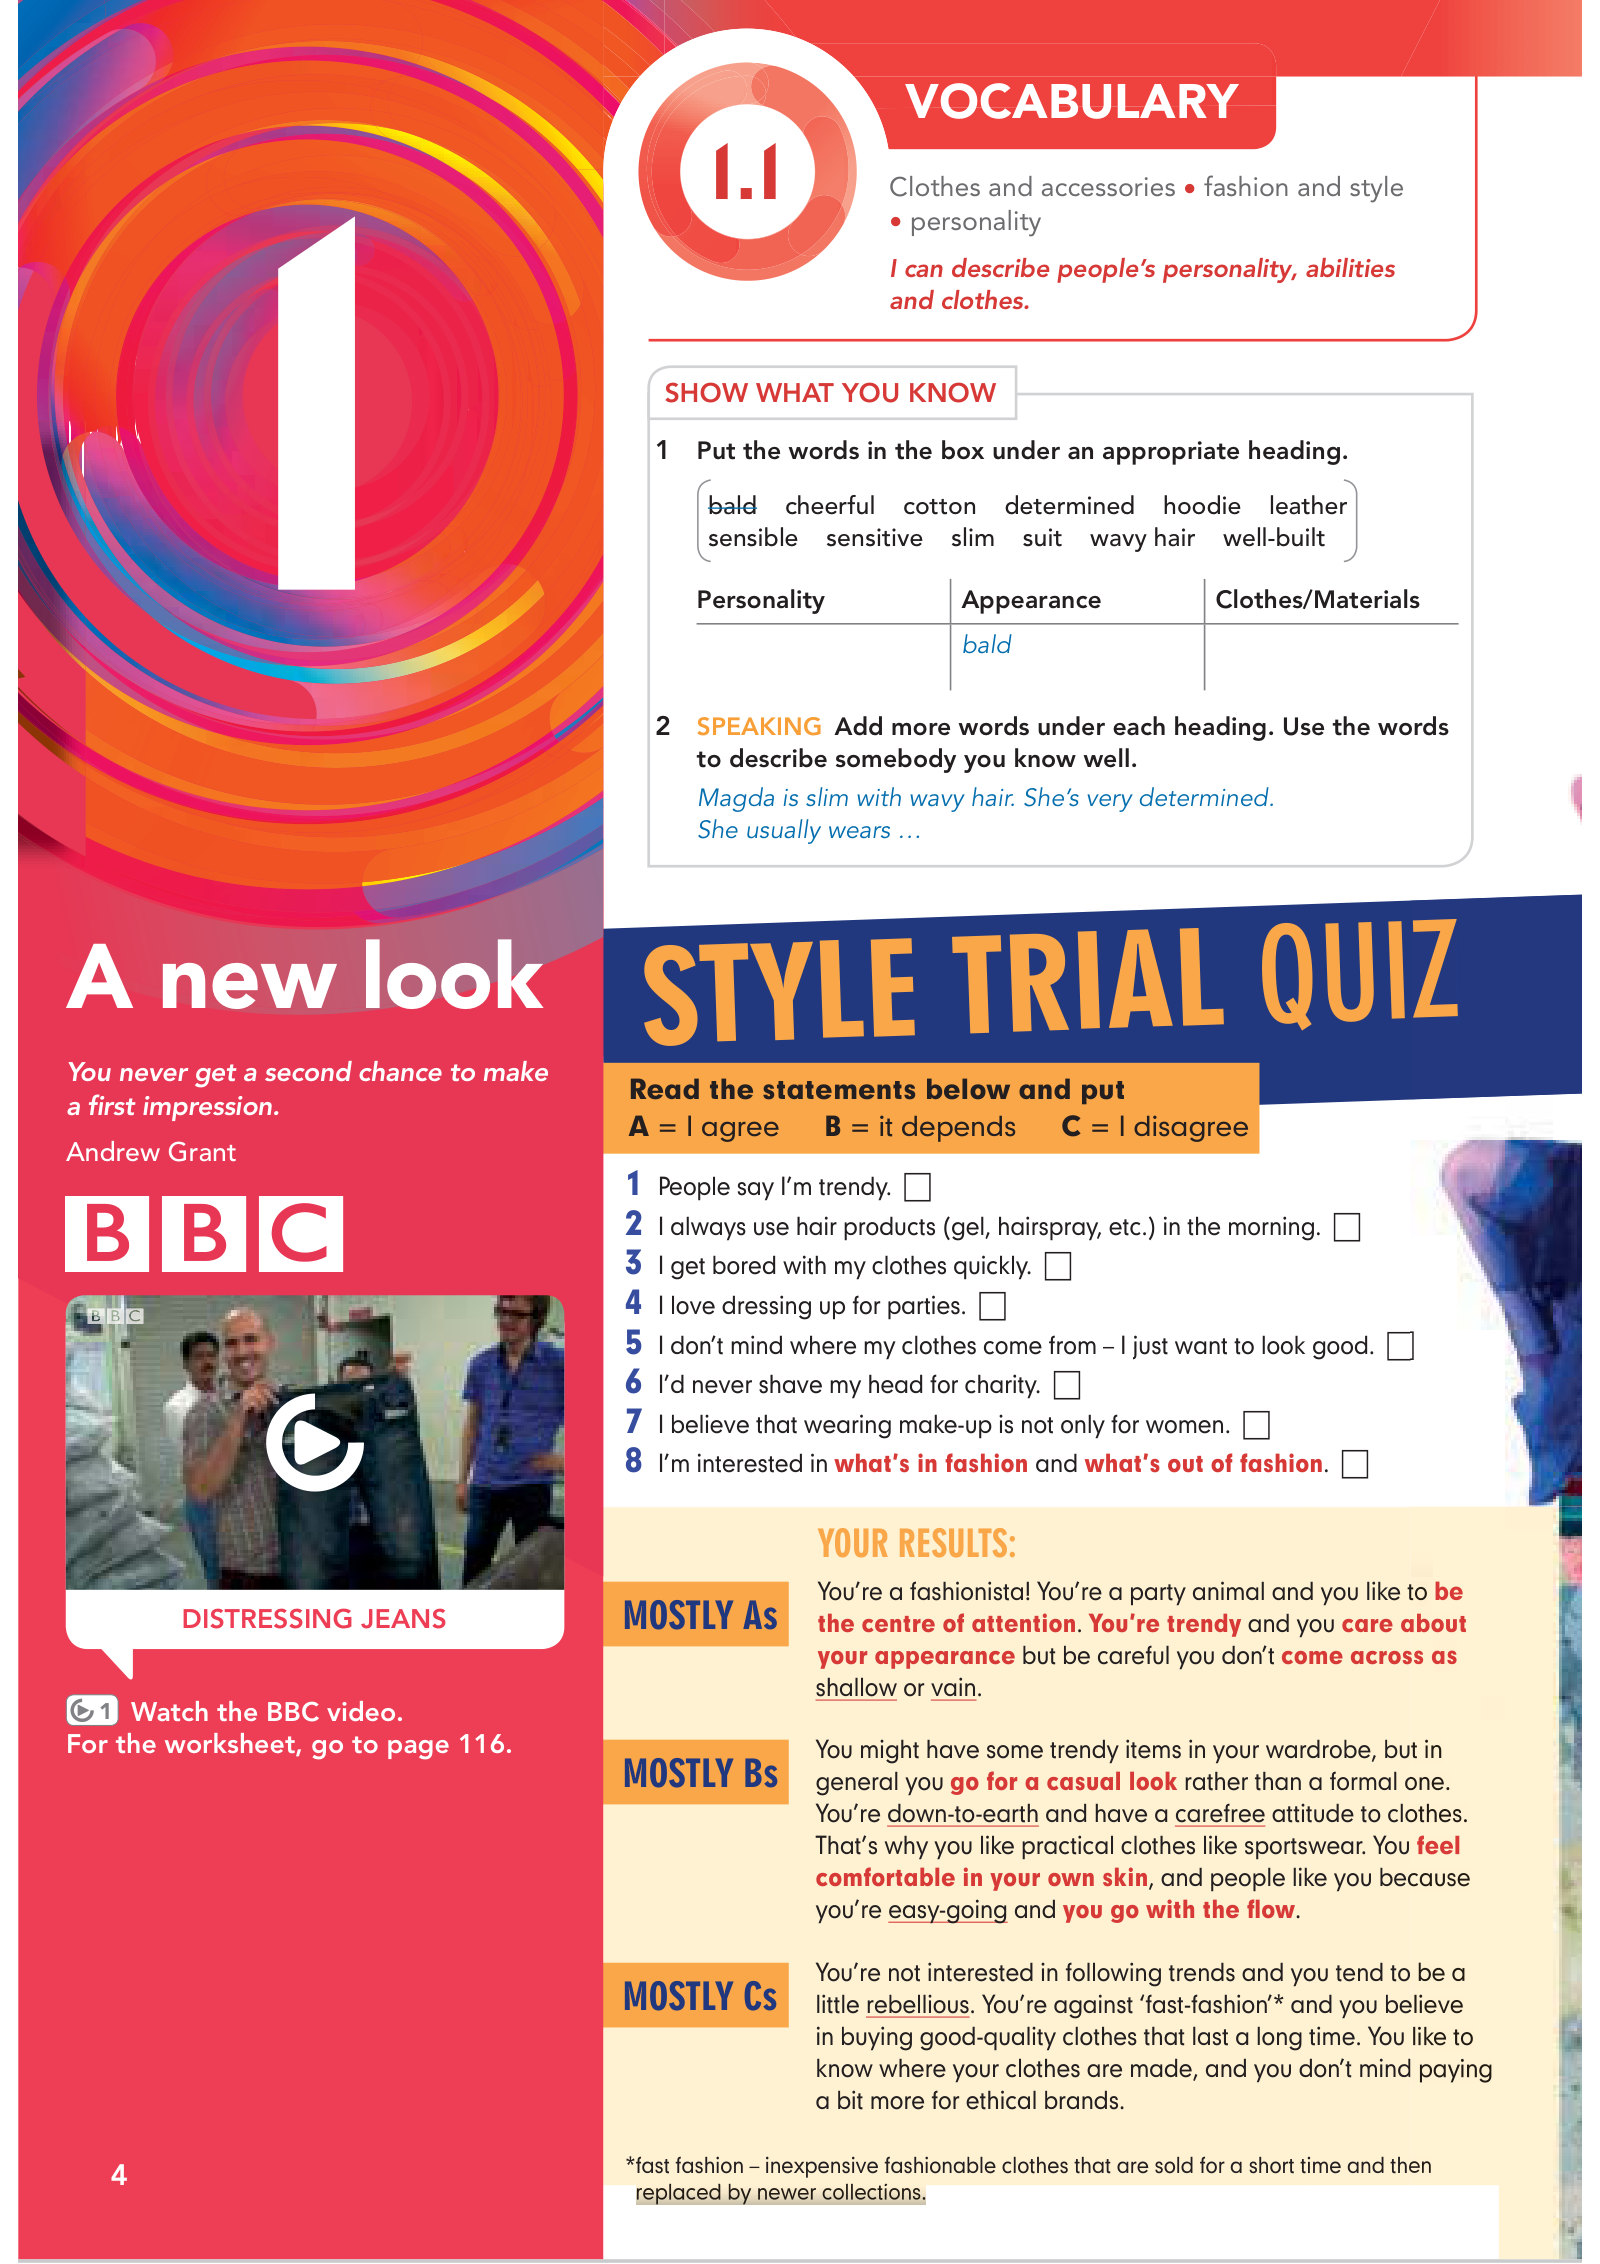 1
A new look
You never get a second chance to make
a first impression.
Andrew Grant
BBC
BBC
DISTRESSING JEANS
1 Watch the BBC video.
For the worksheet, go to page 116.
4
1.1
VOCABULARY
Clothes and accessories • fashion and style
• personality
I can describe people's personality, abilities
and clothes.
SHOW WHAT YOU KNOW
1 Put the words in the box under an appropriate heading.
bald cheerful cotton determined hoodie leather
sensible sensitive slim suit wavy hair well-built
Personality Appearance Clothes/Materials
bald
2 SPEAKING Add more words under each heading. Use the words
to describe somebody you know well.
Magda is slim with wavy hair. She's very determined.
She usually wears …
STYLE TRIAL QUIZ
Read the statements below and put
A = I agree B = it depends C = I disagree
1 People say I'm trendy.
2 I always use hair products (gel, hairspray, etc.) in the morning.
3 I get bored with my clothes quickly.
4 I love dressing up for parties.
5 I don't mind where my clothes come from – I just want to look good.
6 I'd never shave my head for charity.
7 I believe that wearing make-up is not only for women.
8 I'm interested in what's in fashion and what's out of fashion.
YOUR RESULTS:
MOSTLY As
You're a fashionista! You're a party animal and you like to be
the centre of attention. You're trendy and you care about
your appearance but be careful you don't come across as
shallow or vain.
MOSTLY Bs
You might have some trendy items in your wardrobe, but in
general you go for a casual look rather than a formal one.
You're down-to-earth and have a carefree attitude to clothes.
That's why you like practical clothes like sportswear. You feel
comfortable in your own skin, and people like you because
you're easy-going and you go with the flow.
MOSTLY Cs
You're not interested in following trends and you tend to be a
little rebellious. You're against 'fast-fashion'* and you believe
in buying good-quality clothes that last a long time. You like to
know where your clothes are made, and you don't mind paying
a bit more for ethical brands.
*fast fashion – inexpensive fashionable clothes that are sold for a short time and then
replaced by newer collections.